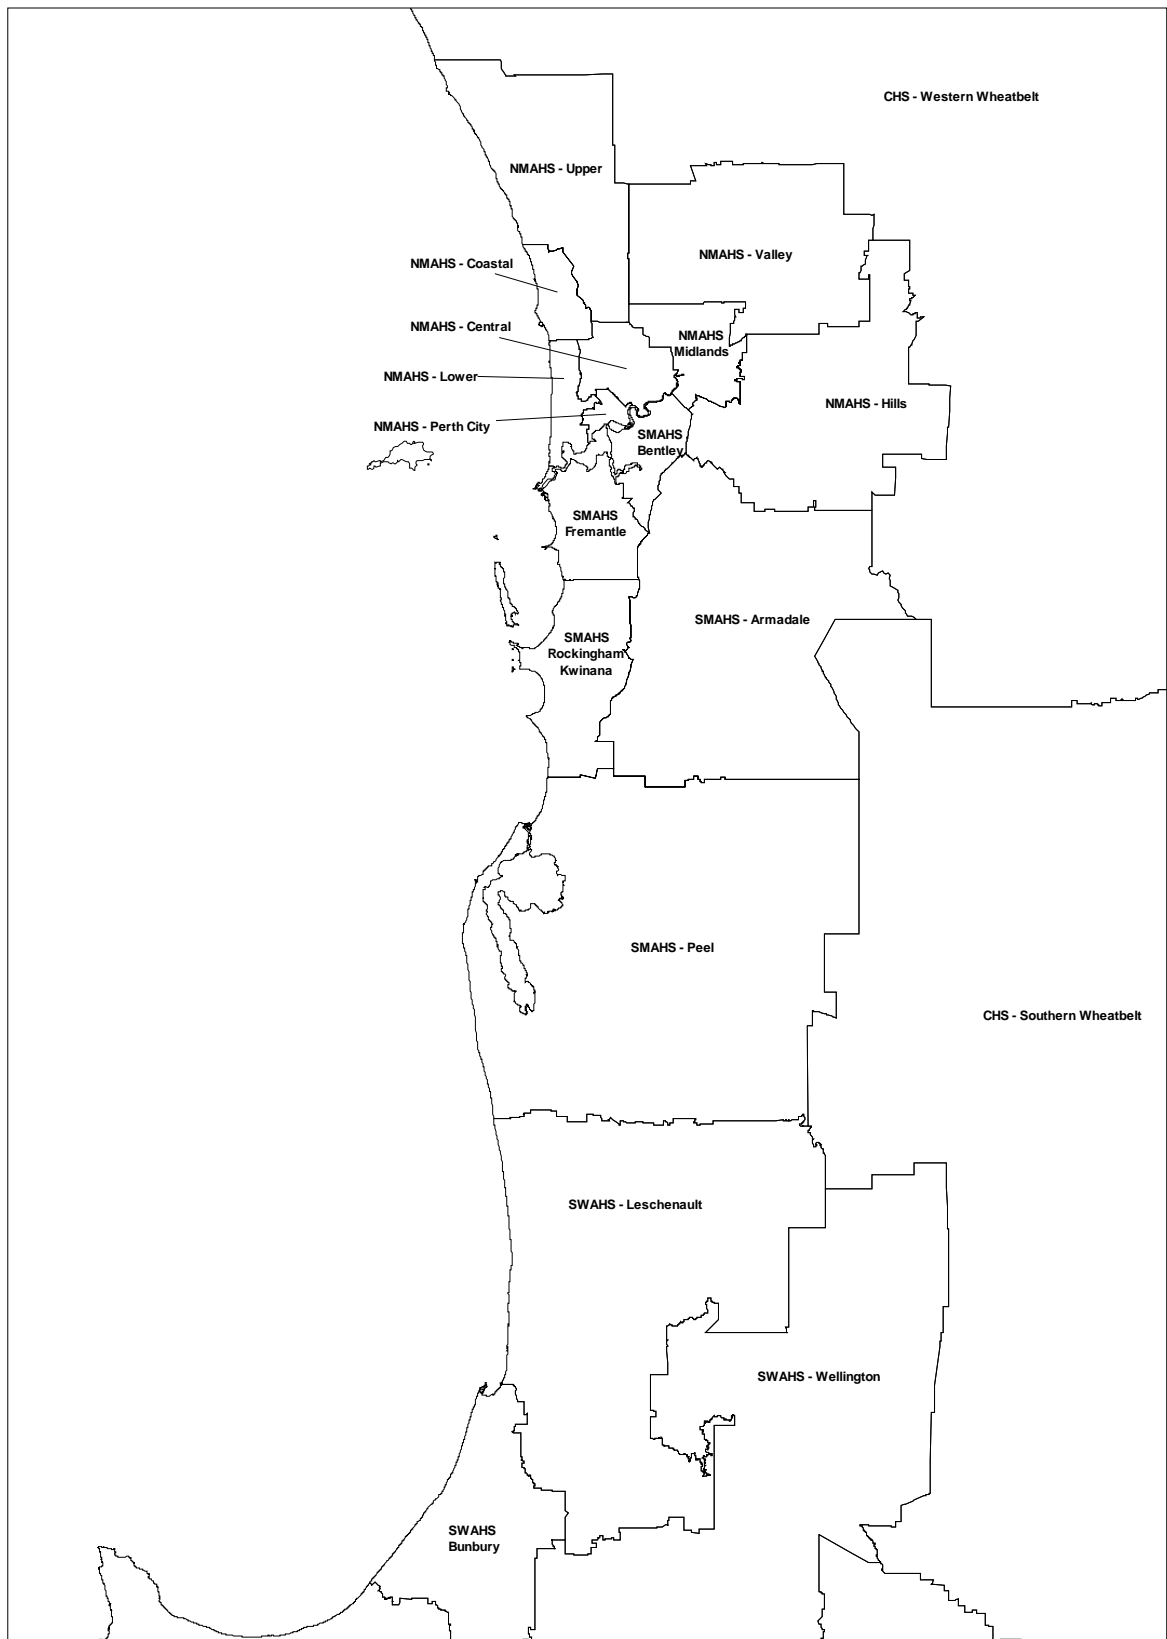 CHS - Western Wheatbelt
NMAHS - Upper
NMAHS - Valley
NMAHS - Coastal
NMAHS - Central
NMAHS
Midlands
NMAHS - Lower
NMAHS - Hills
NMAHS - Perth City
SMAHS
Bentley
SMAHS
Fremantle
SMAHS - Armadale
SMAHS
Rockingham
Kwinana
SMAHS - Peel
CHS - Southern Wheatbelt
SWAHS - Leschenault
SWAHS - Wellington
SWAHS
Bunbury